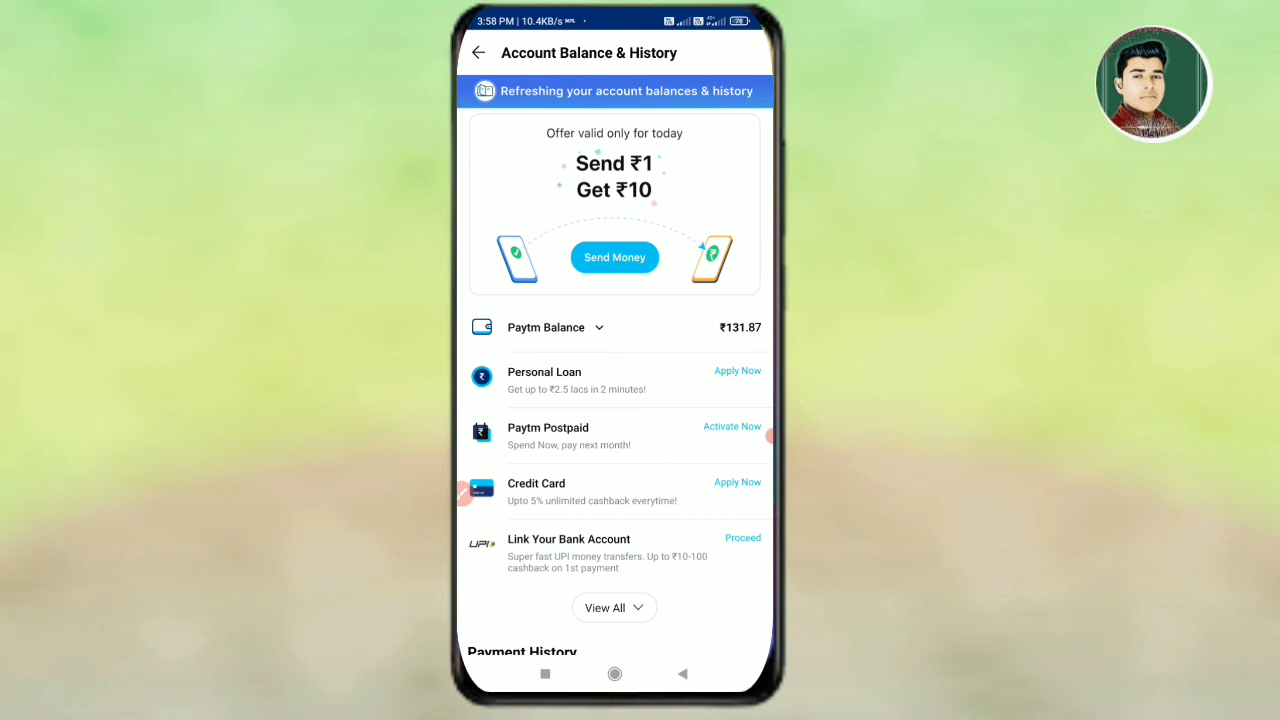 3:58 PM | 10.4KB/s
78
Account Balance & History
Refreshing your account balances & history
Offer valid only for today
Send ₹1
Get ₹10
Send Money
Paytm Balance
₹131.87
Personal Loan
Apply Now
Get up to ₹2.5 lacs in 2 minutes!
Paytm Postpaid
Activate Now
Spend Now, pay next month!
Credit Card
Apply Now
Upto 5% unlimited cashback everytime!
UPI
Link Your Bank Account
Proceed
Super fast UPI money transfers. Up to ₹10-100
cashback on 1st payment
View All
Payment History